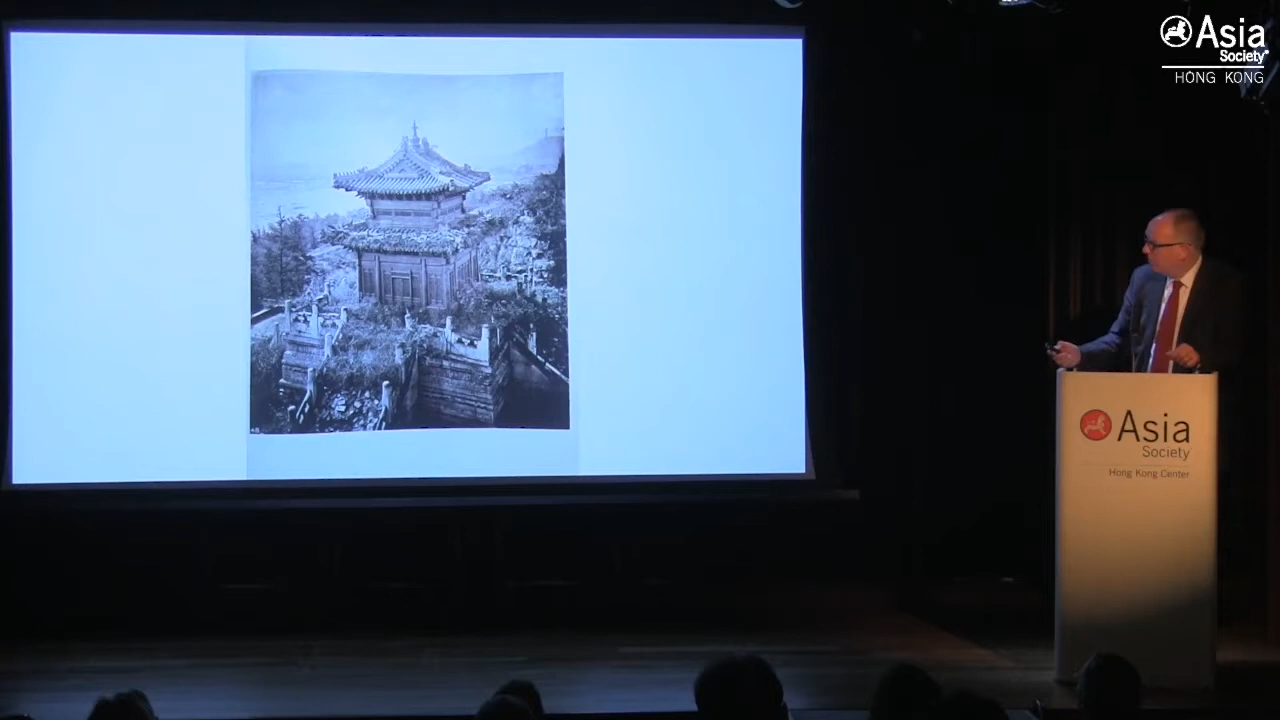 Asia
Society
HONG KONG
Asia
Society
Hong Kong Center